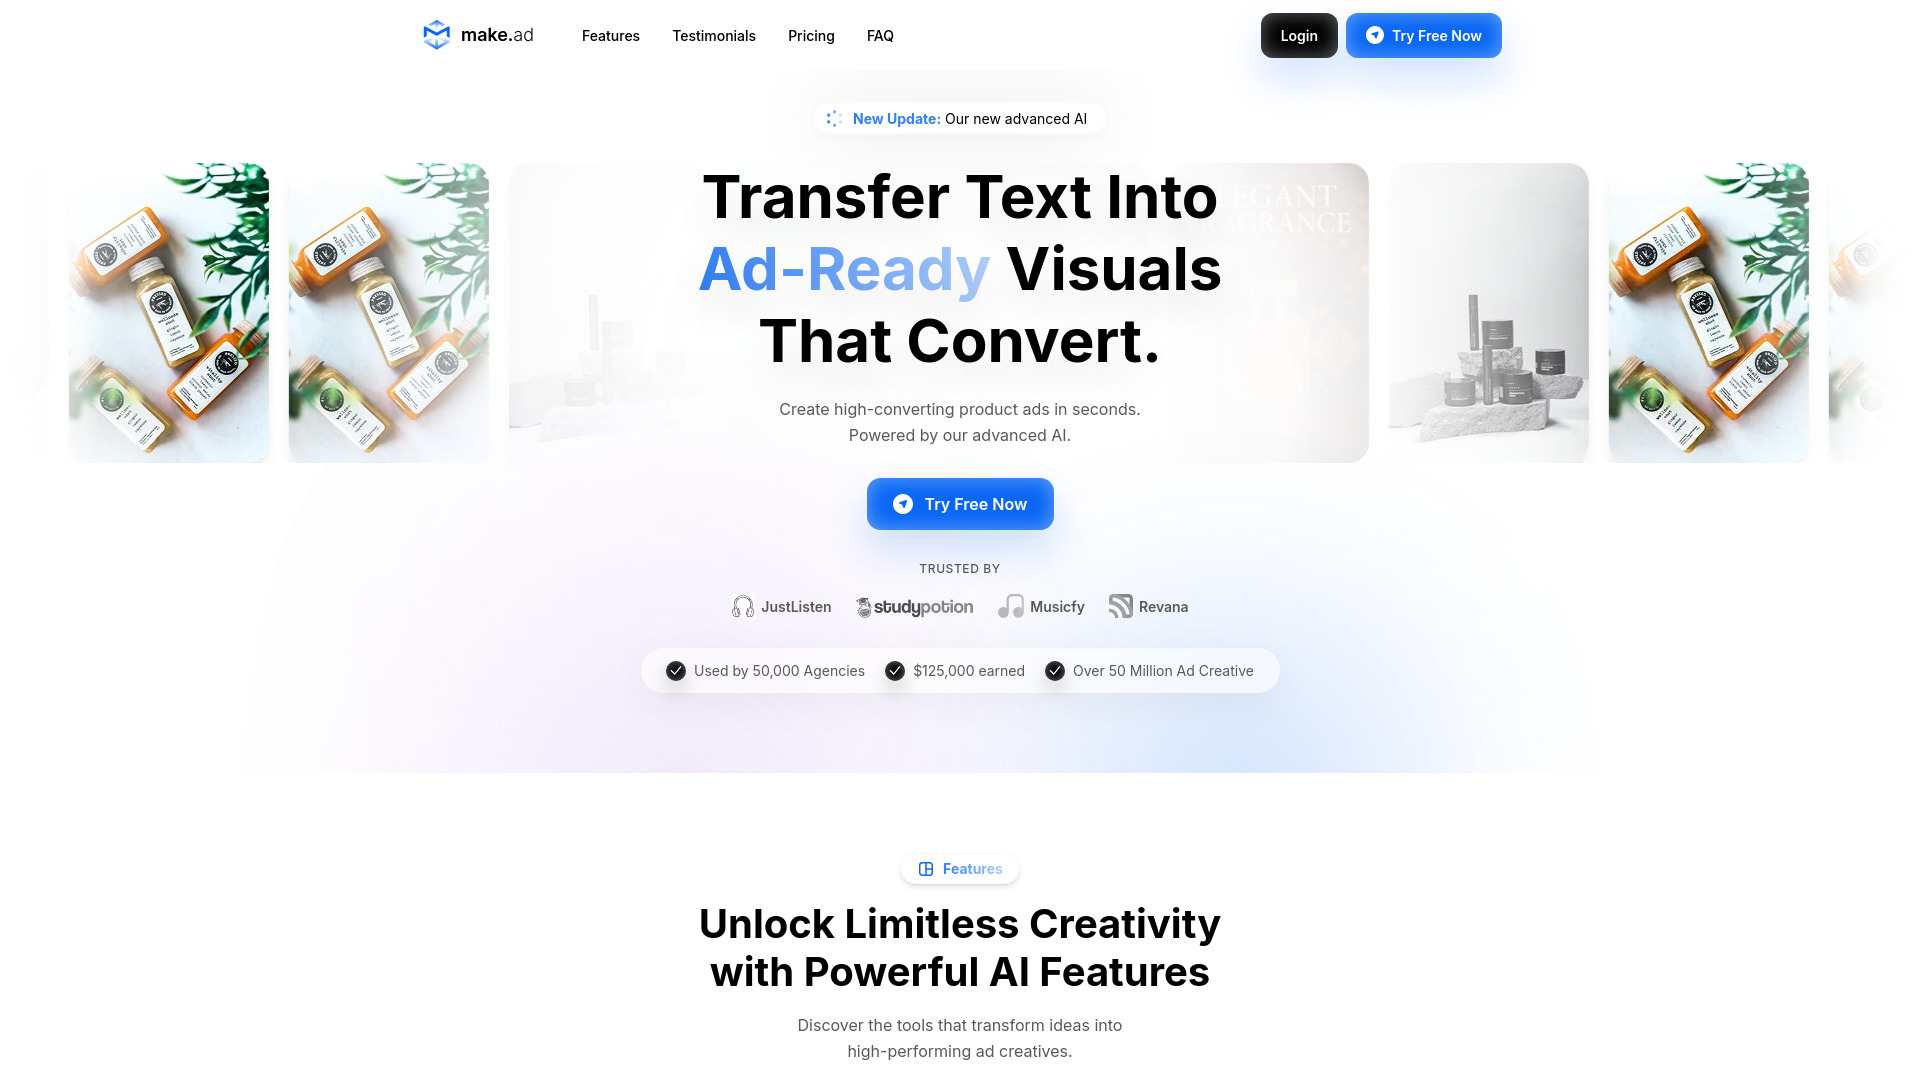 make.ad
Features
Testimonials
Pricing
FAQ
Login
Try Free Now
New Update: Our new advanced AI
Transfer Text Into
Ad-Ready Visuals
That Convert.
Create high-converting product ads in seconds.
Powered by our advanced AI.
Try Free Now
TRUSTED BY
JustListen
studypotion
Musicfy
Revana
Used by 50,000 Agencies
$125,000 earned
Over 50 Million Ad Creative
Features
Unlock Limitless Creativity
with Powerful AI Features
Discover the tools that transform ideas into
high-performing ad creatives.